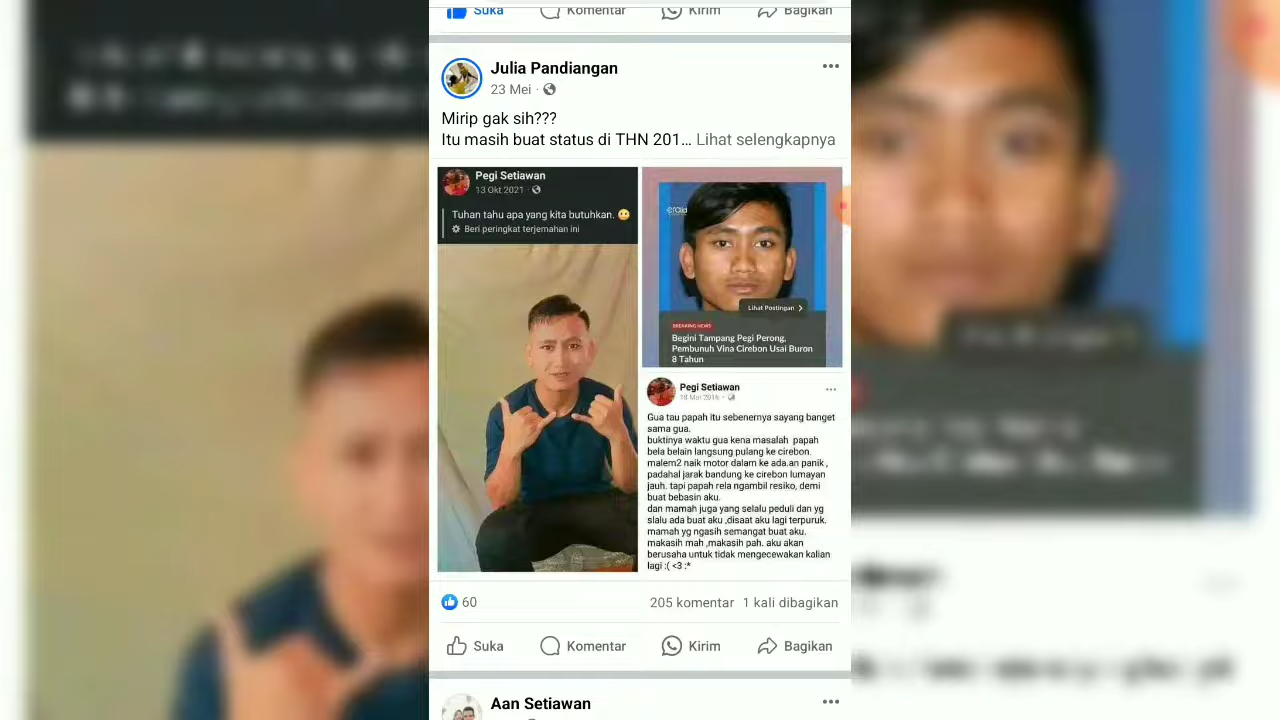 Suka Komentar Kirim Bagikan
Julia Pandiangan
23 Mei ·
Mirip gak sih???
Itu masih buat status di THN 201... Lihat selengkapnya
Pegi Setiawan
13 Okt 2021 ·
Tuhan tahu apa yang kita butuhkan.
Beri peringkat terjemahan ini
eraid
Lihat Postingan
BREAKING NEWS
Begini Tampang Pegi Perong,
Pembunuh Vina Cirebon Usai Buron
8 Tahun
Pegi Setiawan
18 Mar 2016 ·
Gua tau papah itu sebenernya sayang banget
sama gua.
buktinya waktu gua kena masalah papah
bela belain langsung pulang ke cirebon.
malem2 naik motor dalam ke ada.an panik ,
padahal jarak bandung ke cirebon lumayan
jauh. tapi papah rela ngambil resiko, demi
buat bebasin aku.
dan mamah juga yang selalu peduli dan yg
slalu ada buat aku ,disaat aku lagi terpuruk.
mamah yg ngasih semangat buat aku.
makasih mah ,makasih pah. aku akan
berusaha untuk tidak mengecewakan kalian
lagi :( <3 :*
60 205 komentar 1 kali dibagikan
Suka Komentar Kirim Bagikan
Aan Setiawan